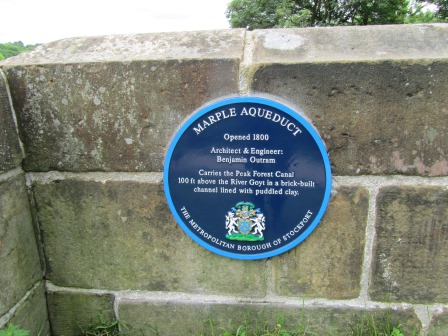 MARPLE AQUEDUCT
Opened 1800
Architect & Engineer:
Benjamin Outram
Carries the Peak Forest Canal
100 ft above the River Goyt in a brick-built
channel lined with puddled clay.
THE METROPOLITAN BOROUGH OF STOCKPORT